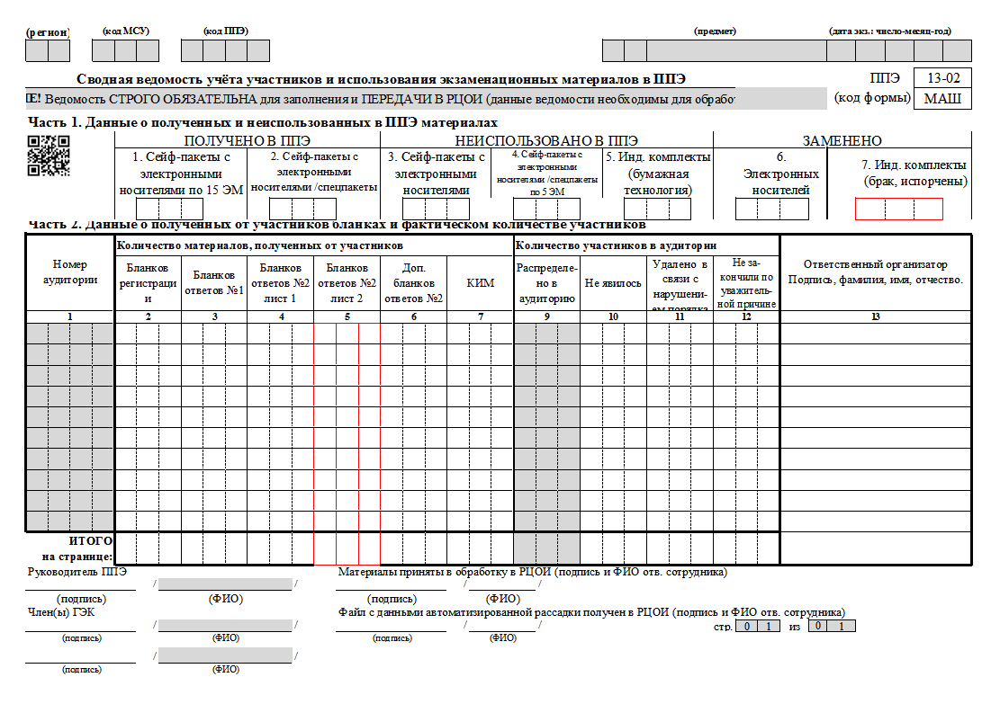 (регион) (код МСУ) (код ППЭ) (предмет) (дата экз.: число-месяц-год)
Сводная ведомость учёта участников и использования экзаменационных материалов в ППЭ ППЭ 13-02
Е! Ведомость СТРОГО ОБЯЗАТЕЛЬНА для заполнения и ПЕРЕДАЧИ В РЦОИ (данные ведомости необходимы для обрабо (код формы) МАШ
Часть 1. Данные о полученных и неиспользованных в ППЭ материалах
ПОЛУЧЕНО В ППЭ НЕИСПОЛЬЗОВАНО В ППЭ ЗАМЕНЕНО
1. Сейф-пакеты с
электронными
носителями по 15 ЭМ
2. Сейф-пакеты с
электронными
носителями /спецпакеты
3. Сейф-пакеты с
электронными
носителями
4. Сейф-пакеты с
электронными
носителями /спецпакеты
по 5 ЭМ
5. Инд. комплекты
(бумажная
технология)
6.
Электронных
носителей
7. Инд. комплекты
(брак, испорчены)
Часть 2. Данные о полученных от участников бланках и фактическом количестве участников
Номер
аудитории
Количество материалов, полученных от участников
Количество участников в аудитории
Ответственный организатор
Подпись, фамилия, имя, отчество.
Бланков
регистраци
и
Бланков
ответов №1
Бланков
ответов №2
лист 1
Бланков
ответов №2
лист 2
Доп.
бланков
ответов №2
КИМ
Распределе-
но в
аудиторию
Не явилось
Удалено в
связи с
нарушени-
ем порядка
Не за-
кончили по
уважитель-
ной причине
1 2 3 4 5 6 7 9 10 11 12 13
ИТОГО
на странице:
Руководитель ППЭ Материалы приняты в обработку в РЦОИ (подпись и ФИО отв. сотрудника)
/ / / /
(подпись) (ФИО) (подпись) (ФИО)
Член(ы) ГЭК Файл с данными автоматизированной рассадки получен в РЦОИ (подпись и ФИО отв. сотрудника)
/ / / / стр. 0 1 из 0 1
(подпись) (ФИО) (подпись) (ФИО)
/ /
(подпись) (ФИО)